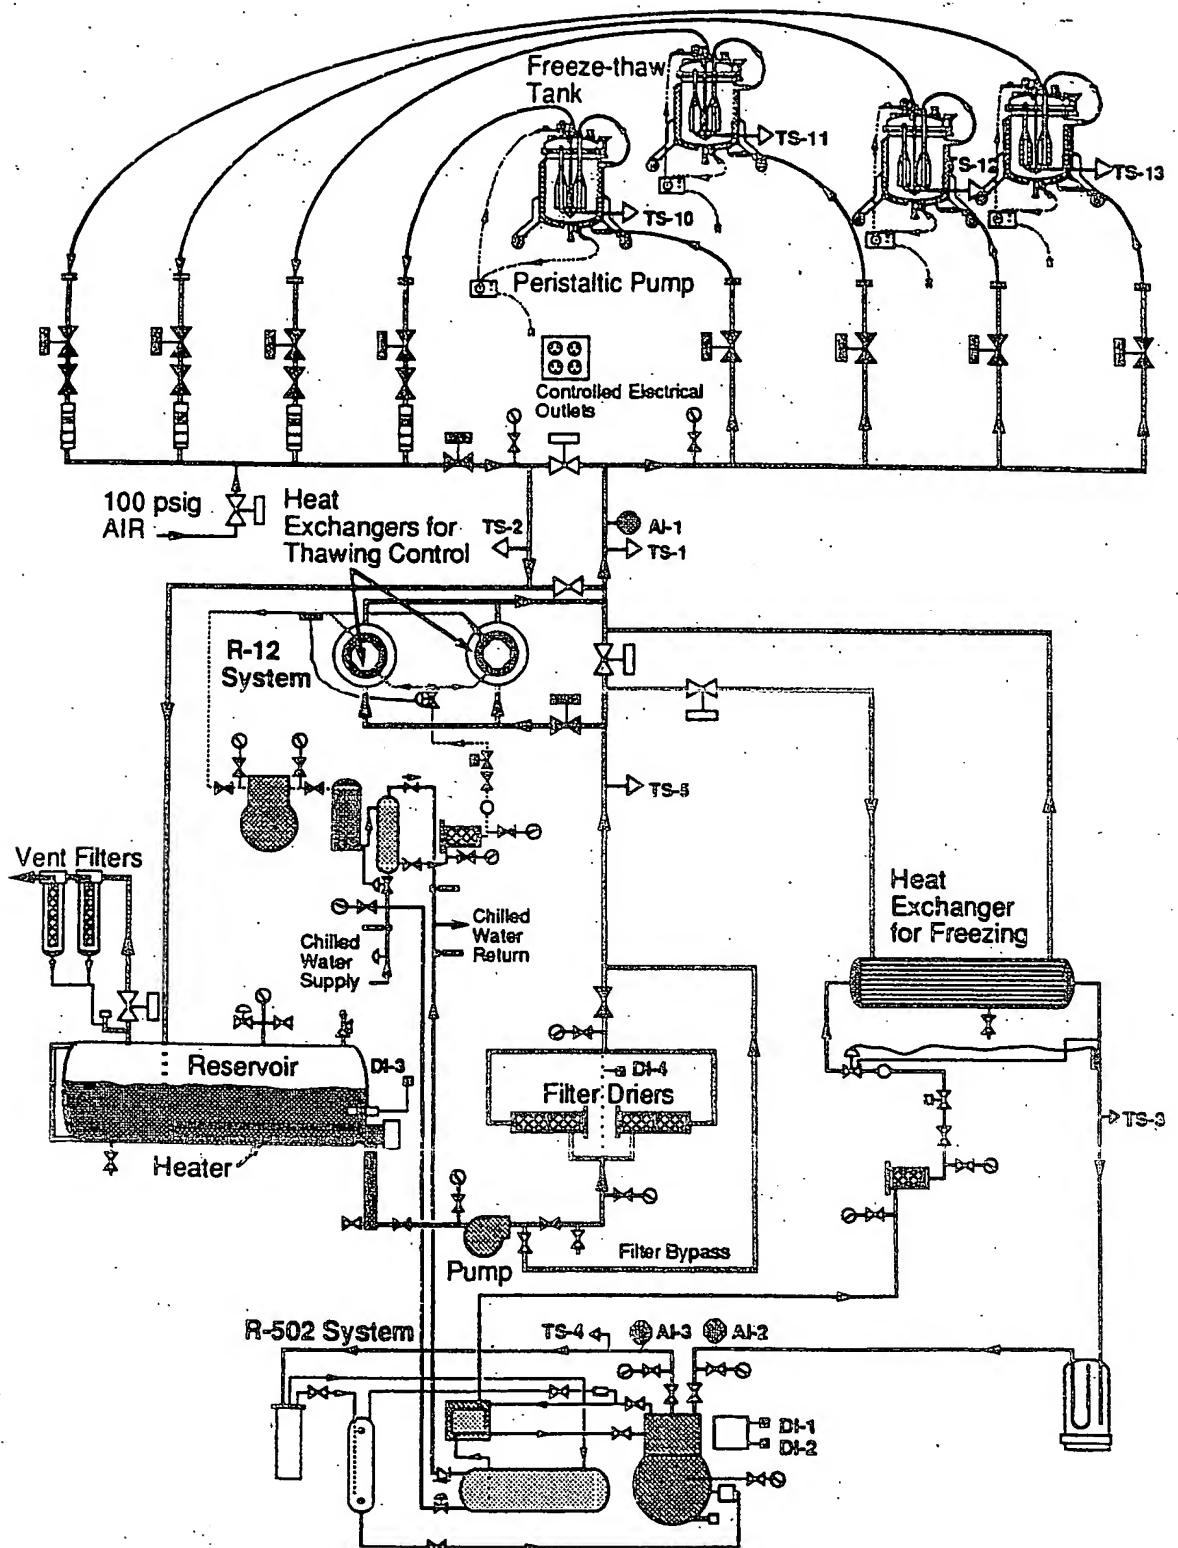 Freeze-thaw
Tank
TS-11
TS-12
TS-13
TS-10
Peristaltic Pump
Controlled Electrical
Outlets
100 psig
AIR
Heat
Exchangers for
Thawing Control
TS-2
AI-1
TS-1
R-12
System
TS-5
Vent Filters
Chilled
Water
Supply
Chilled
Water
Return
Heat
Exchanger
for Freezing
Reservoir
DI-3
DI-4
Filter Driers
TS-3
Heater
Filter Bypass
Pump
R-502 System
TS-4
AI-3
AI-2
DI-1
DI-2